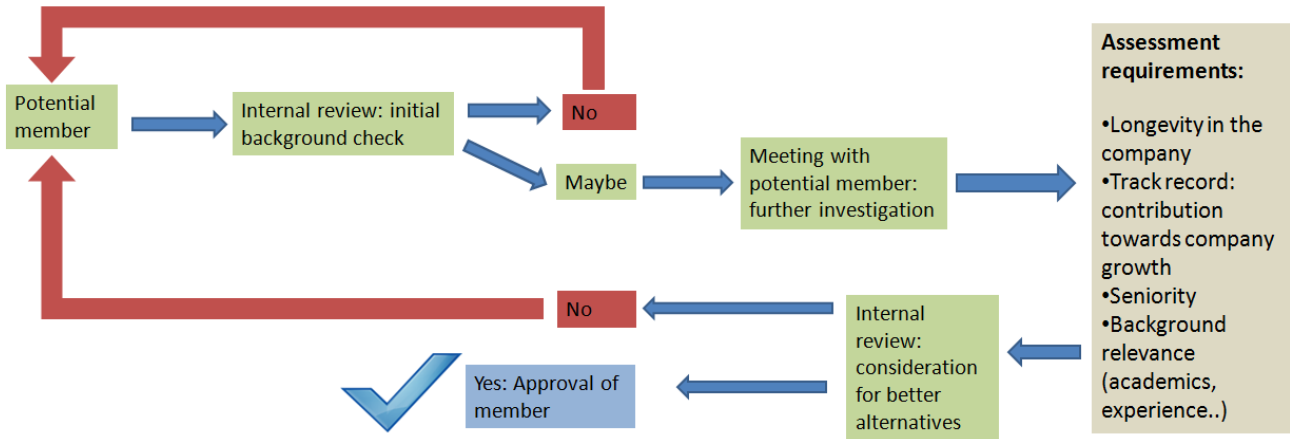 Potential
member
Internal review: initial
background check
No
Maybe
Meeting with
potential member:
further investigation
Assessment
requirements:
•Longevity in the
company
•Track record:
contribution
towards company
growth
•Seniority
•Background
relevance
(academics,
experience..)
Internal
review:
consideration
for better
alternatives
No
Yes: Approval of
member